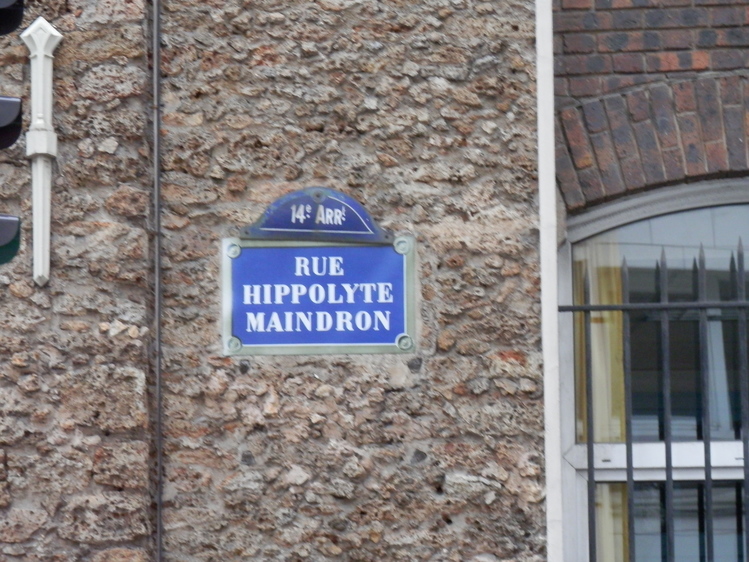 14e ARRt
RUE
HIPPOLYTE
MAINDRON